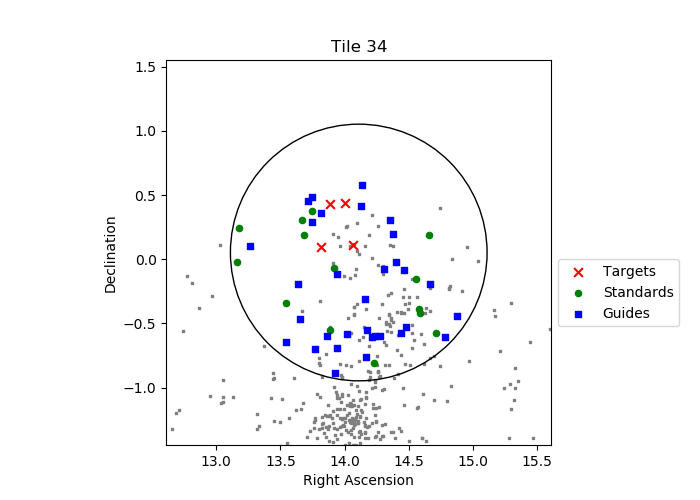 Tile 34
1.5
1.0
0.5
0.0
−0.5
−1.0
Declination
13.0 13.5 14.0 14.5 15.0 15.5
Right Ascension
Targets
Standards
Guides